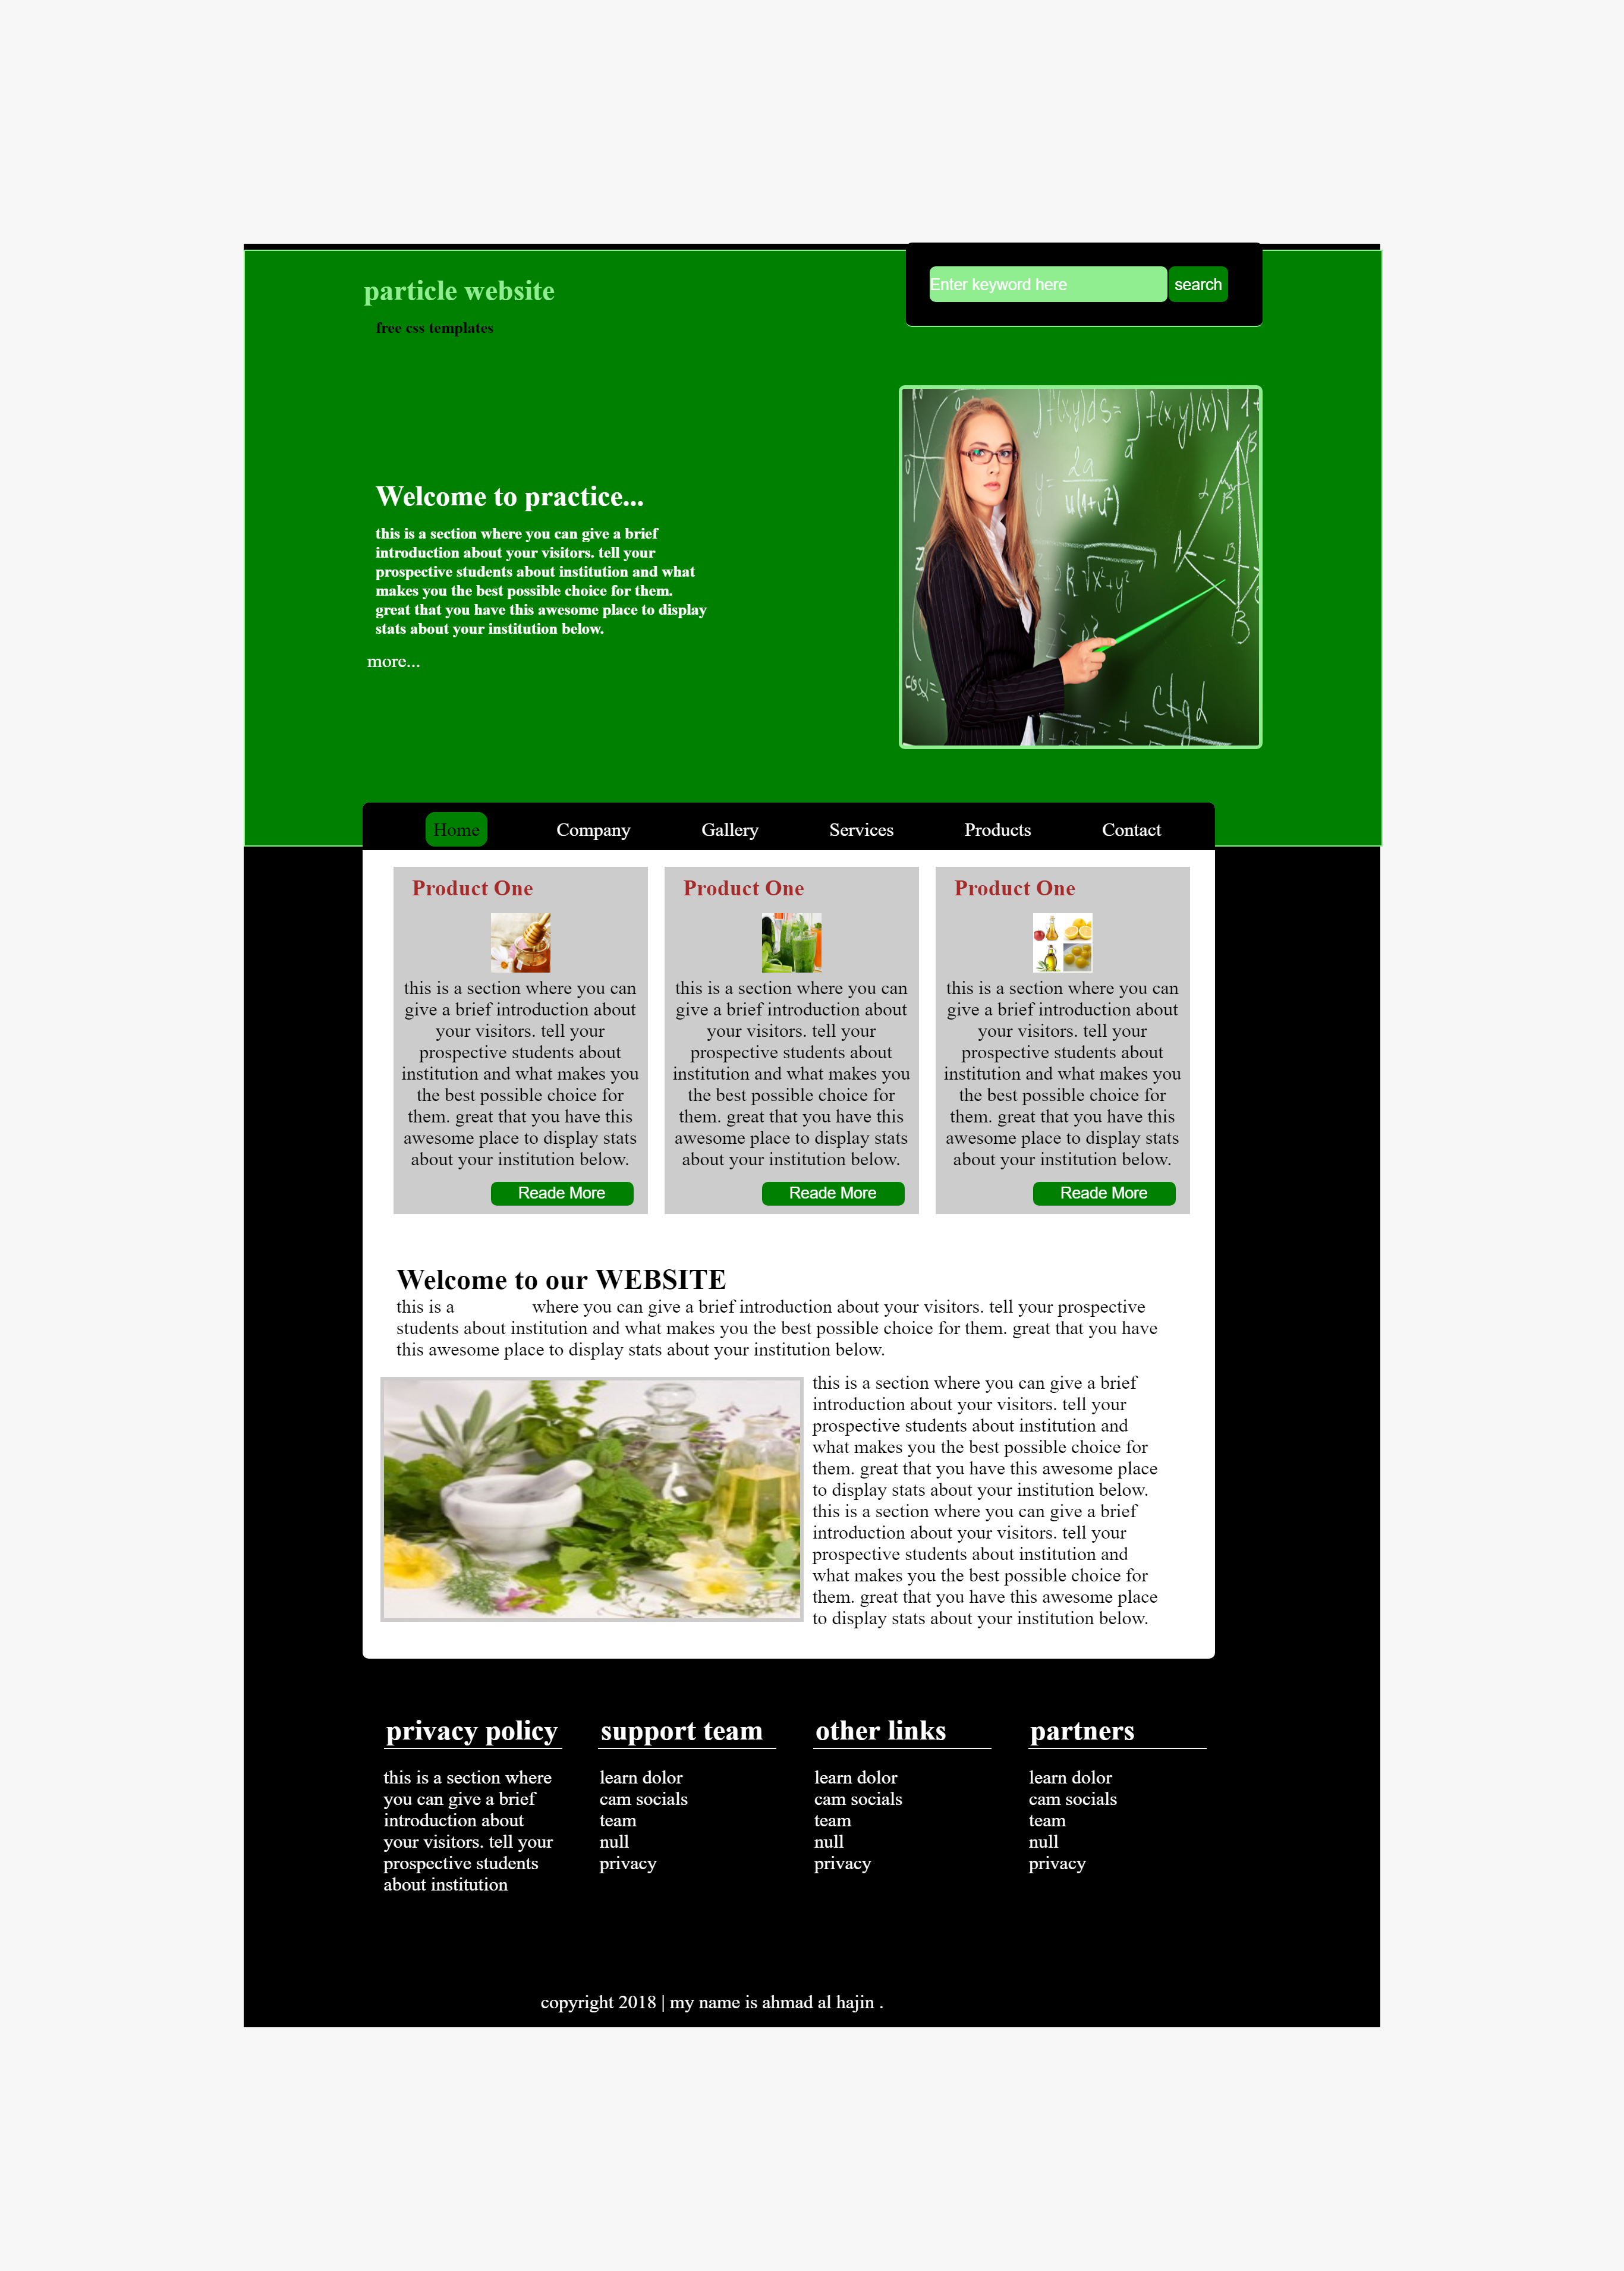 particle website
free css templates
Enter keyword here
search
Welcome to practice...
this is a section where you can give a brief
introduction about your visitors. tell your
prospective students about institution and what
makes you the best possible choice for them.
great that you have this awesome place to display
stats about your institution below.
more...
Home Company Gallery Services Products Contact
Product One
this is a section where you can
give a brief introduction about
your visitors. tell your
prospective students about
institution and what makes you
the best possible choice for
them. great that you have this
awesome place to display stats
about your institution below.
Reade More
Product One
this is a section where you can
give a brief introduction about
your visitors. tell your
prospective students about
institution and what makes you
the best possible choice for
them. great that you have this
awesome place to display stats
about your institution below.
Reade More
Product One
this is a section where you can
give a brief introduction about
your visitors. tell your
prospective students about
institution and what makes you
the best possible choice for
them. great that you have this
awesome place to display stats
about your institution below.
Reade More
Welcome to our WEBSITE
this is a where you can give a brief introduction about your visitors. tell your prospective
students about institution and what makes you the best possible choice for them. great that you have
this awesome place to display stats about your institution below.
this is a section where you can give a brief
introduction about your visitors. tell your
prospective students about institution and
what makes you the best possible choice for
them. great that you have this awesome place
to display stats about your institution below.
this is a section where you can give a brief
introduction about your visitors. tell your
prospective students about institution and
what makes you the best possible choice for
them. great that you have this awesome place
to display stats about your institution below.
privacy policy
this is a section where
you can give a brief
introduction about
your visitors. tell your
prospective students
about institution
support team
learn dolor
cam socials
team
null
privacy
other links
learn dolor
cam socials
team
null
privacy
partners
learn dolor
cam socials
team
null
privacy
copyright 2018 | my name is ahmad al hajin .